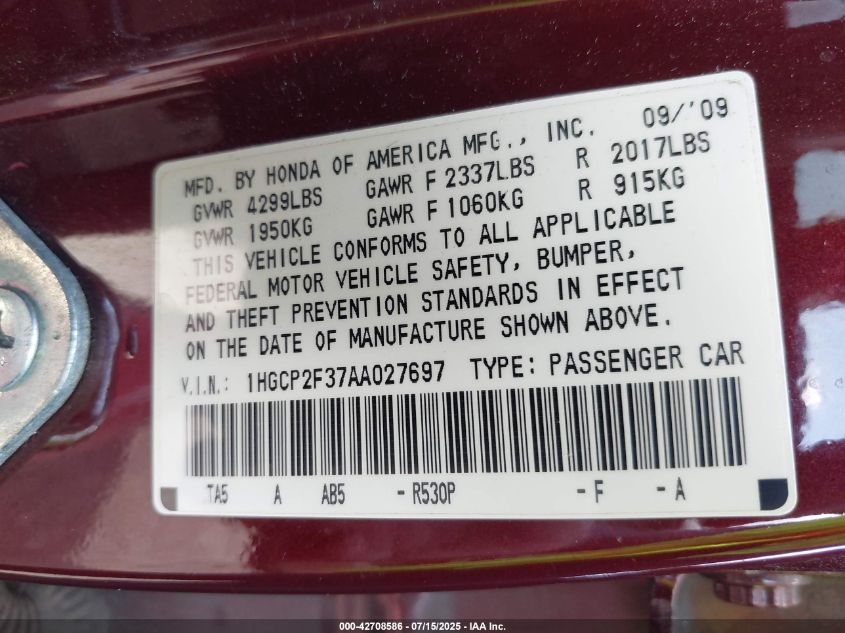 MFD. BY HONDA OF AMERICA MFG., INC. 09/'09
GVWR 4299LBS GAWR F 2337LBS R 2017LBS
GVWR 1950KG GAWR F 1060KG R 915KG
THIS VEHICLE CONFORMS TO ALL APPLICABLE
FEDERAL MOTOR VEHICLE SAFETY, BUMPER,
AND THEFT PREVENTION STANDARDS IN EFFECT
ON THE DATE OF MANUFACTURE SHOWN ABOVE.
V.I.N.: 1HGCP2F37AA027697 TYPE: PASSENGER CAR
TA5 A AB5 - R530P - F - A
000-42708586 - 07/15/2025 - IAA Inc.